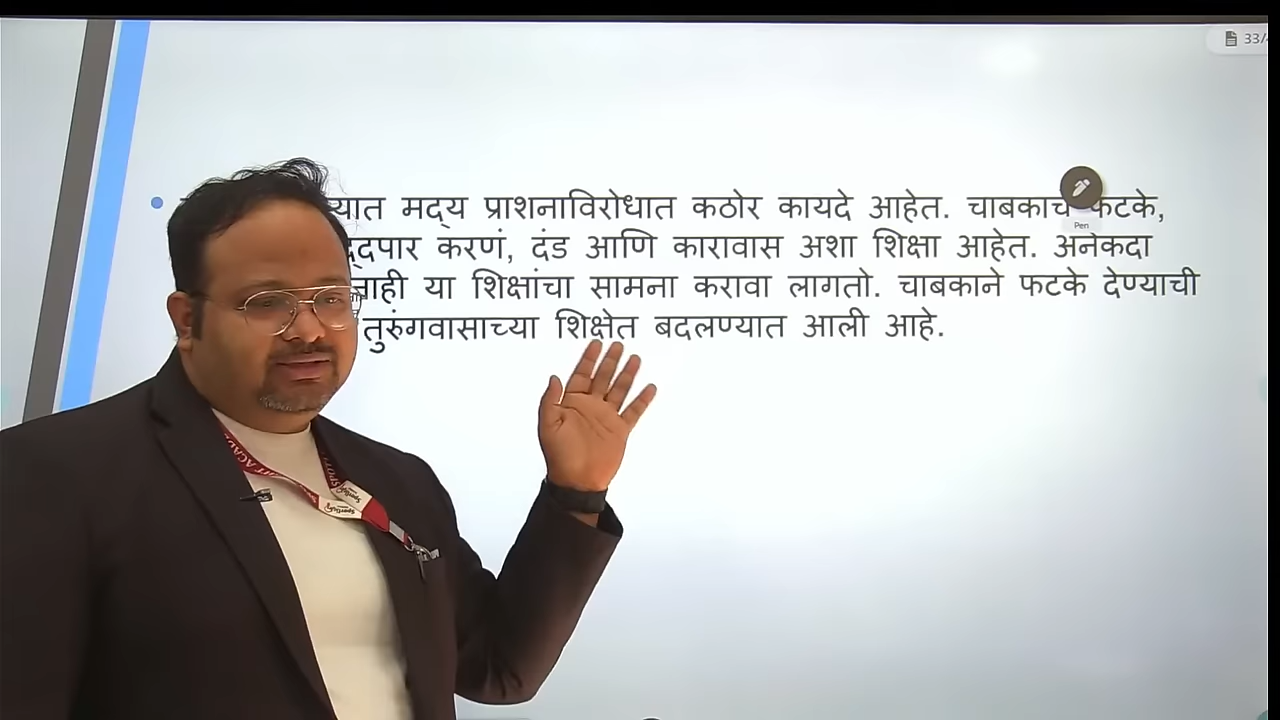 33/
मद्य प्राशनाविरोधात कठोर कायदे आहेत. चाबकाचे फटके,
करणं, दंड आणि कारावास अशा शिक्षा आहेत. अनेकदा
या शिक्षांचा सामना करावा लागतो. चाबकाने फटके देण्याची
तुरुंगवासाच्या शिक्षेत बदलण्यात आली आहे.
Pen